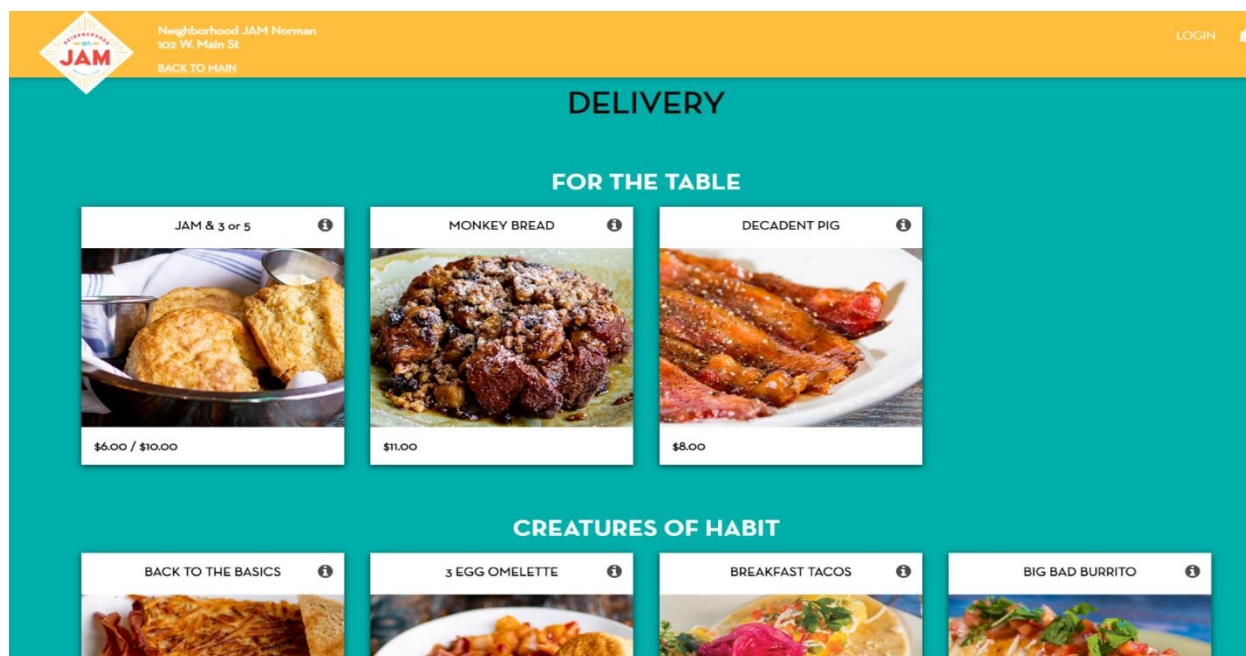 NEIGHBORHOOD
JAM
Neighborhood JAM Norman
102 W. Main St
BACK TO MAIN
LOGIN
DELIVERY
FOR THE TABLE
JAM & 3 or 5
MONKEY BREAD
DECADENT PIG
$6.00 / $10.00
$11.00
$8.00
CREATURES OF HABIT
BACK TO THE BASICS
3 EGG OMELETTE
BREAKFAST TACOS
BIG BAD BURRITO